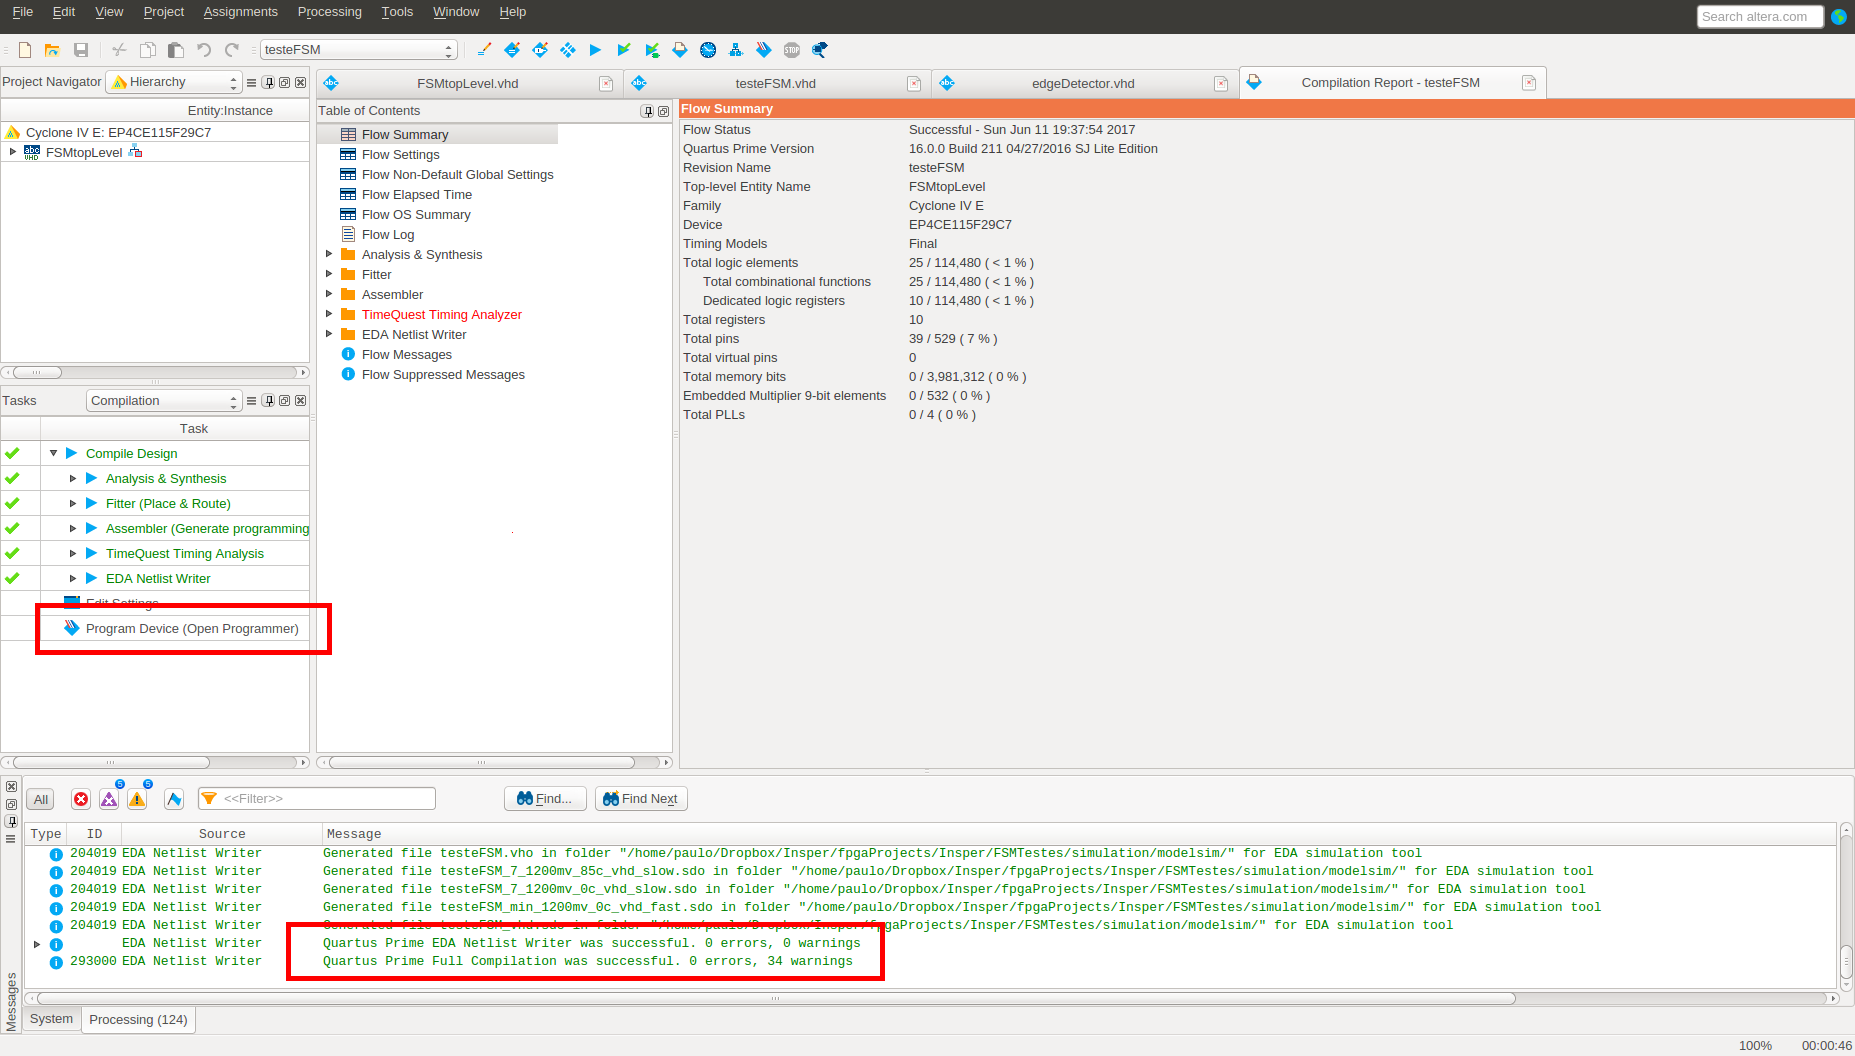 File Edit View Project Assignments Processing Tools Window Help
Search altera.com
testeFSM
STOP
Project Navigator Hierarchy
Entity:Instance
Cyclone IV E: EP4CE115F29C7
abc VHD FSMtopLevel
Tasks Compilation
Task
Compile Design
Analysis & Synthesis
Fitter (Place & Route)
Assembler (Generate programming
TimeQuest Timing Analysis
EDA Netlist Writer
Edit Settings
Program Device (Open Programmer)
abc FSMtopLevel.vhd
abc testeFSM.vhd
abc edgeDetector.vhd
Compilation Report - testeFSM
Table of Contents
Flow Summary
Flow Settings
Flow Non-Default Global Settings
Flow Elapsed Time
Flow OS Summary
Flow Log
Analysis & Synthesis
Fitter
Assembler
TimeQuest Timing Analyzer
EDA Netlist Writer
Flow Messages
Flow Suppressed Messages
Flow Summary
Flow Status Successful - Sun Jun 11 19:37:54 2017
Quartus Prime Version 16.0.0 Build 211 04/27/2016 SJ Lite Edition
Revision Name testeFSM
Top-level Entity Name FSMtopLevel
Family Cyclone IV E
Device EP4CE115F29C7
Timing Models Final
Total logic elements 25 / 114,480 ( < 1 % )
Total combinational functions 25 / 114,480 ( < 1 % )
Dedicated logic registers 10 / 114,480 ( < 1 % )
Total registers 10
Total pins 39 / 529 ( 7 % )
Total virtual pins 0
Total memory bits 0 / 3,981,312 ( 0 % )
Embedded Multiplier 9-bit elements 0 / 532 ( 0 % )
Total PLLs 0 / 4 ( 0 % )
All 5 5 <<Filter>> Find... Find Next
Type ID Source Message
204019 EDA Netlist Writer Generated file testeFSM.vho in folder "/home/paulo/Dropbox/Insper/fpgaProjects/Insper/FSMTestes/simulation/modelsim/" for EDA simulation tool
204019 EDA Netlist Writer Generated file testeFSM_7_1200mv_85c_vhd_slow.sdo in folder "/home/paulo/Dropbox/Insper/fpgaProjects/Insper/FSMTestes/simulation/modelsim/" for EDA simulation tool
204019 EDA Netlist Writer Generated file testeFSM_7_1200mv_0c_vhd_slow.sdo in folder "/home/paulo/Dropbox/Insper/fpgaProjects/Insper/FSMTestes/simulation/modelsim/" for EDA simulation tool
204019 EDA Netlist Writer Generated file testeFSM_min_1200mv_0c_vhd_fast.sdo in folder "/home/paulo/Dropbox/Insper/fpgaProjects/Insper/FSMTestes/simulation/modelsim/" for EDA simulation tool
204019 EDA Netlist Writer Generated file testeFSM_vhd.sdo in folder "/home/paulo/Dropbox/Insper/fpgaProjects/Insper/FSMTestes/simulation/modelsim/" for EDA simulation tool
EDA Netlist Writer Quartus Prime EDA Netlist Writer was successful. 0 errors, 0 warnings
293000 EDA Netlist Writer Quartus Prime Full Compilation was successful. 0 errors, 34 warnings
Messages
System Processing (124)
100% 00:00:46